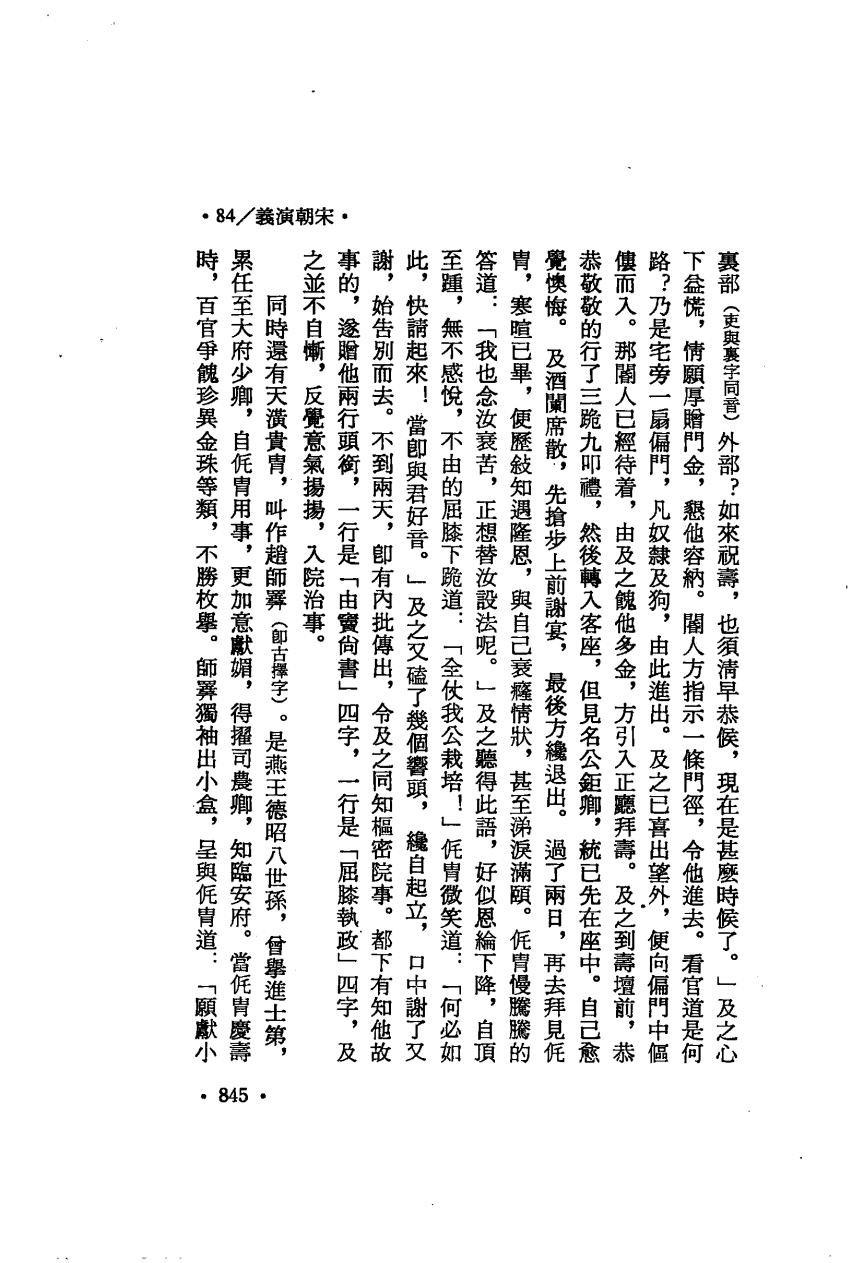 •84／義演朝宋•
裏部（吏與裏字同音）外部？如來祝壽，也須淸早恭候，現在是甚麼時候了。」及之心
下益慌，情願厚贈門金，懇他容納。閽人方指示一條門徑，令他進去。看官道是何
路？乃是宅旁一扇偏門，凡奴隸及狗，由此進出。及之已喜出望外，便向偏門中傴
僂而入。那閽人已經待着，由及之餽他多金，方引入正廳拜壽。及之到壽壇前，恭
恭敬敬的行了三跪九叩禮，然後轉入客座，但見名公鉅卿，統已先在座中。自己愈
覺懊悔。及酒闌席散，先搶步上前謝宴，最後方纔退出。過了兩日，再去拜見侂
冑，寒暄已畢，便歷敍知遇隆恩，與自己衰癃情狀，甚至涕淚滿頤。侂冑慢騰騰的
答道：「我也念汝衰苦，正想替汝設法呢。」及之聽得此語，好似恩綸下降，自頂
至踵，無不感悅，不由的屈膝下跪道：「全仗我公栽培！」侂冑微笑道：「何必如
此，快請起來！當卽與君好音。」及之又磕了幾個響頭，纔自起立，口中謝了又
謝，始告別而去。不到兩天，卽有內批傳出，令及之同知樞密院事。都下有知他故
事的，遂贈他兩行頭銜，一行是「由竇尙書」四字，一行是「屈膝執政」四字，及
之並不自慚，反覺意氣揚揚，入院治事。
同時還有天潢貴冑，叫作趙師𢍰（卽古擇字）。是燕王德昭八世孫，曾舉進士第，
累任至大府少卿，自侂冑用事，更加意獻媚，得擢司農卿，知臨安府。當侂冑慶壽
時，百官爭餽珍異金珠等類，不勝枚舉。師𢍰獨袖出小盒，呈與侂冑道：「願獻小
•845•